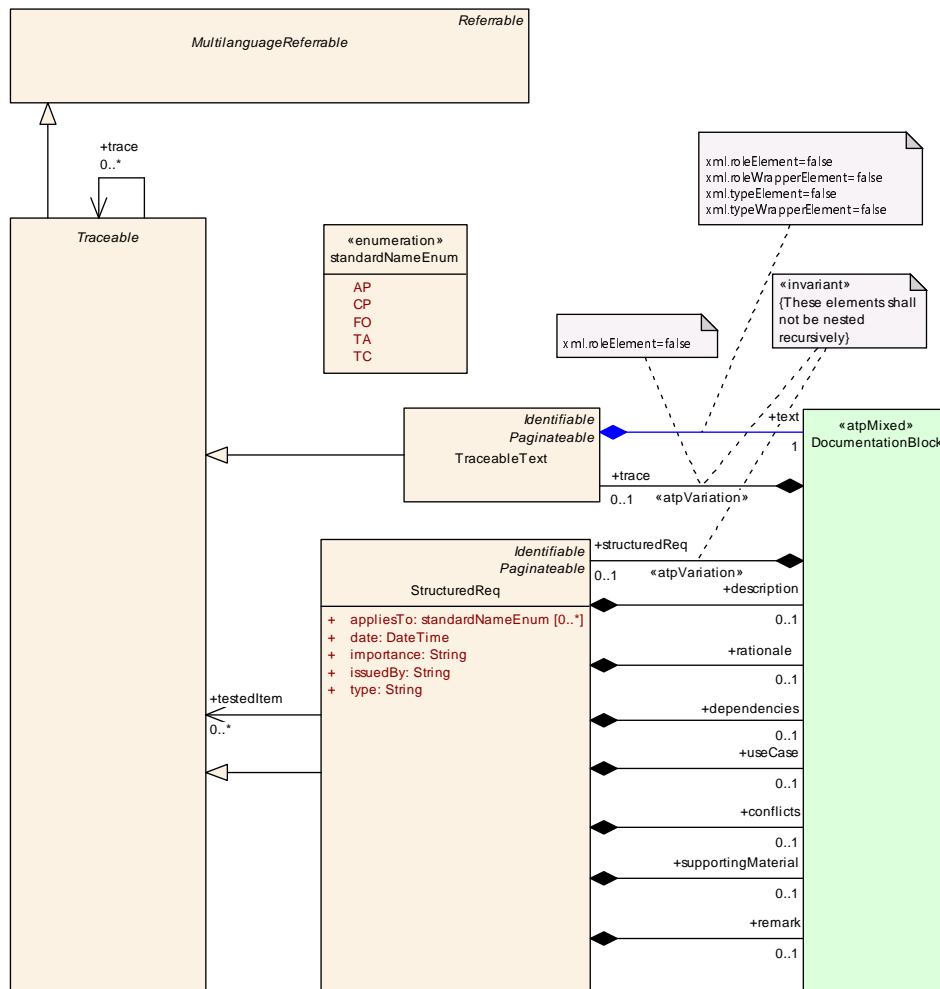 Referrable
MultilanguageReferrable
+trace
0..*
xml.roleElement=false
xml.roleWrapperElement=false
xml.typeElement=false
xml.typeWrapperElement=false
Traceable
«enumeration»
standardNameEnum
AP
CP
FO
TA
TC
«invariant»
{These elements shall
not be nested
recursively}
xml.roleElement=false
Identifiable
Paginateable
TraceableText
+text
1
«atpMixed»
DocumentationBlock
+trace
0..1
«atpVariation»
Identifiable
Paginateable
StructuredReq
+structuredReq
0..1
«atpVariation»
+ appliesTo: standardNameEnum [0..*]
+ date: DateTime
+ importance: String
+ issuedBy: String
+ type: String
+description
0..1
+rationale
0..1
+testedItem
0..*
+dependencies
0..1
+useCase
0..1
+conflicts
0..1
+supportingMaterial
0..1
+remark
0..1